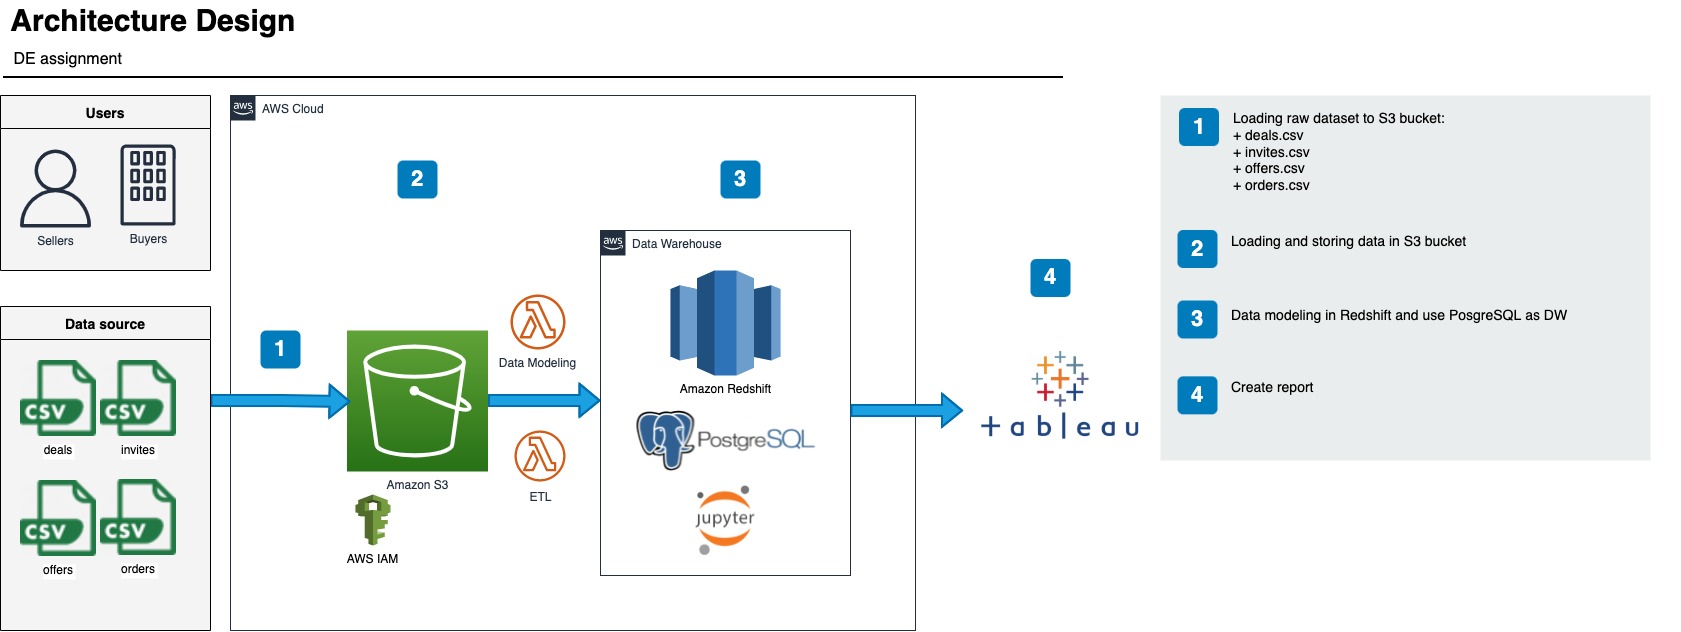 Architecture Design
DE assignment
Users
Sellers
Buyers
Data source
CSV
CSV
deals
invites
CSV
CSV
offers
orders
aws
AWS Cloud
1
2
3
4
Amazon S3
AWS IAM
Data Modeling
ETL
aws
Data Warehouse
Amazon Redshift
PostgreSQL
jupyter
+ableau
1
Loading raw dataset to S3 bucket:
+ deals.csv
+ invites.csv
+ offers.csv
+ orders.csv
2
Loading and storing data in S3 bucket
3
Data modeling in Redshift and use PosgreSQL as DW
4
Create report